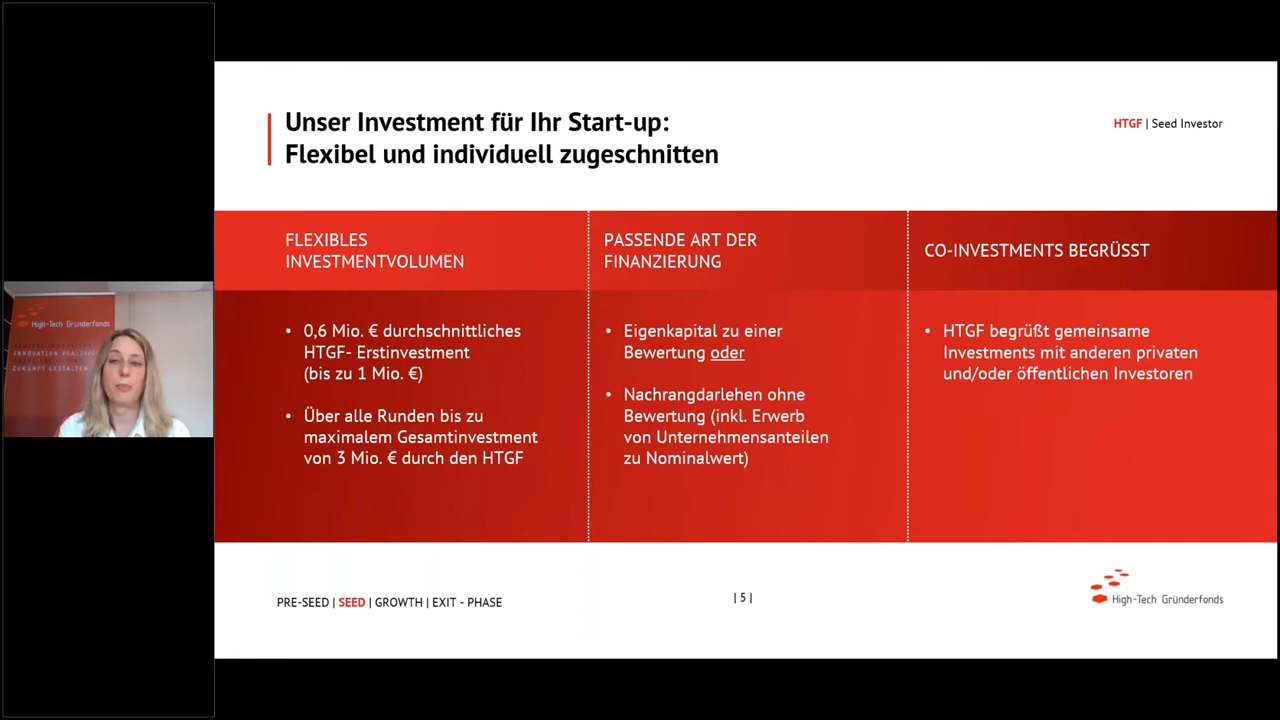 Unser Investment für Ihr Start-up:
Flexibel und individuell zugeschnitten
HTGF | Seed Investor
FLEXIBLES
INVESTMENTVOLUMEN
• 0,6 Mio. € durchschnittliches
HTGF- Erstinvestment
(bis zu 1 Mio. €)
• Über alle Runden bis zu
maximalem Gesamtinvestment
von 3 Mio. € durch den HTGF
PASSENDE ART DER
FINANZIERUNG
• Eigenkapital zu einer
Bewertung oder
• Nachrangdarlehen ohne
Bewertung (inkl. Erwerb
von Unternehmensanteilen
zu Nominalwert)
CO-INVESTMENTS BEGRÜSST
• HTGF begrüßt gemeinsame
Investments mit anderen privaten
und/oder öffentlichen Investoren
High-Tech Gründerfonds
ZUKUNFT GESTALTEN
PRE-SEED | SEED | GROWTH | EXIT - PHASE
| 5 |
High-Tech Gründerfonds